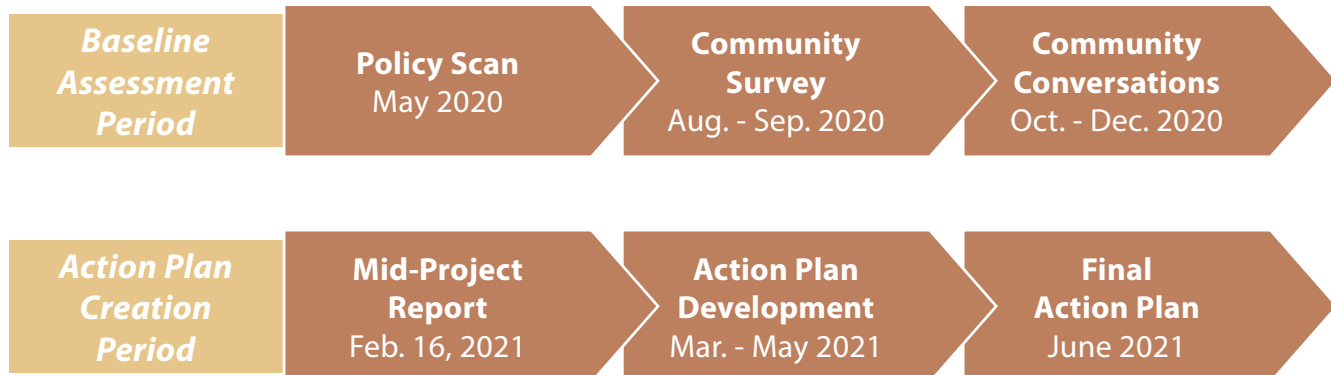 Baseline
Assessment
Period
Policy Scan
May 2020
Community
Survey
Aug. - Sep. 2020
Community
Conversations
Oct. - Dec. 2020
Action Plan
Creation
Period
Mid-Project
Report
Feb. 16, 2021
Action Plan
Development
Mar. - May 2021
Final
Action Plan
June 2021